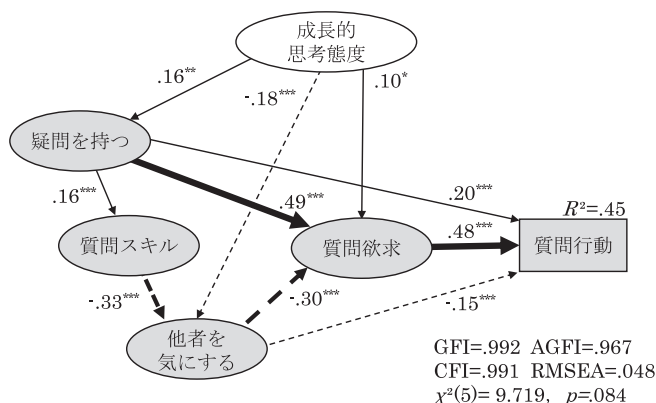 成長的
思考態度
.16**
-.18***
.10*
疑問を持つ
.16***
.49***
.20***
R²=.45
質問スキル
質問欲求
.48***
質問行動
-.33***
-.30***
-.15***
他者を
気にする
GFI=.992 AGFI=.967
CFI=.991 RMSEA=.048
χ²(5)= 9.719, p=.084